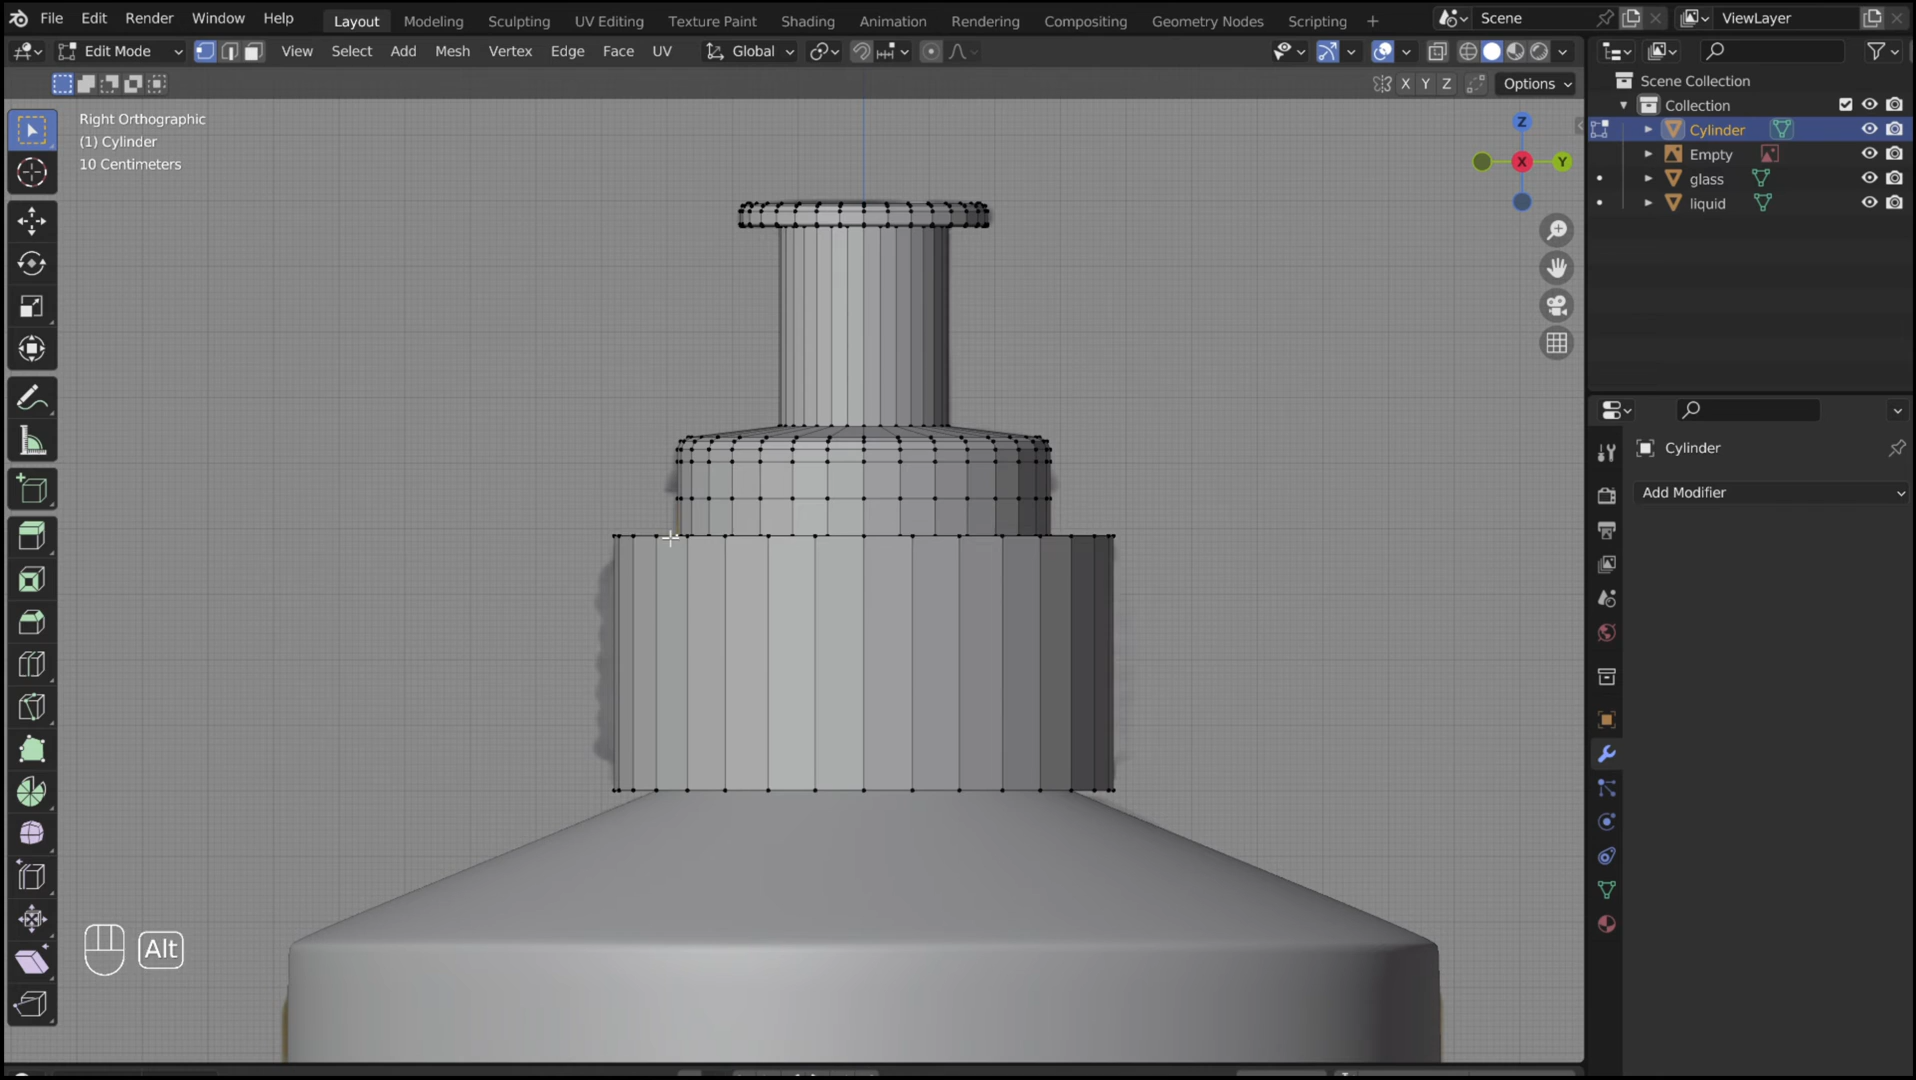 File Edit Render Window Help Layout Modeling Sculpting UV Editing Texture Paint Shading Animation Rendering Compositing Geometry Nodes Scripting + Scene ViewLayer
Edit Mode View Select Add Mesh Vertex Edge Face UV Global
X Y Z Options
Scene Collection
Collection
Cylinder
Empty
glass
liquid
Right Orthographic
(1) Cylinder
10 Centimeters
Z
X Y
Cylinder
Add Modifier
Alt